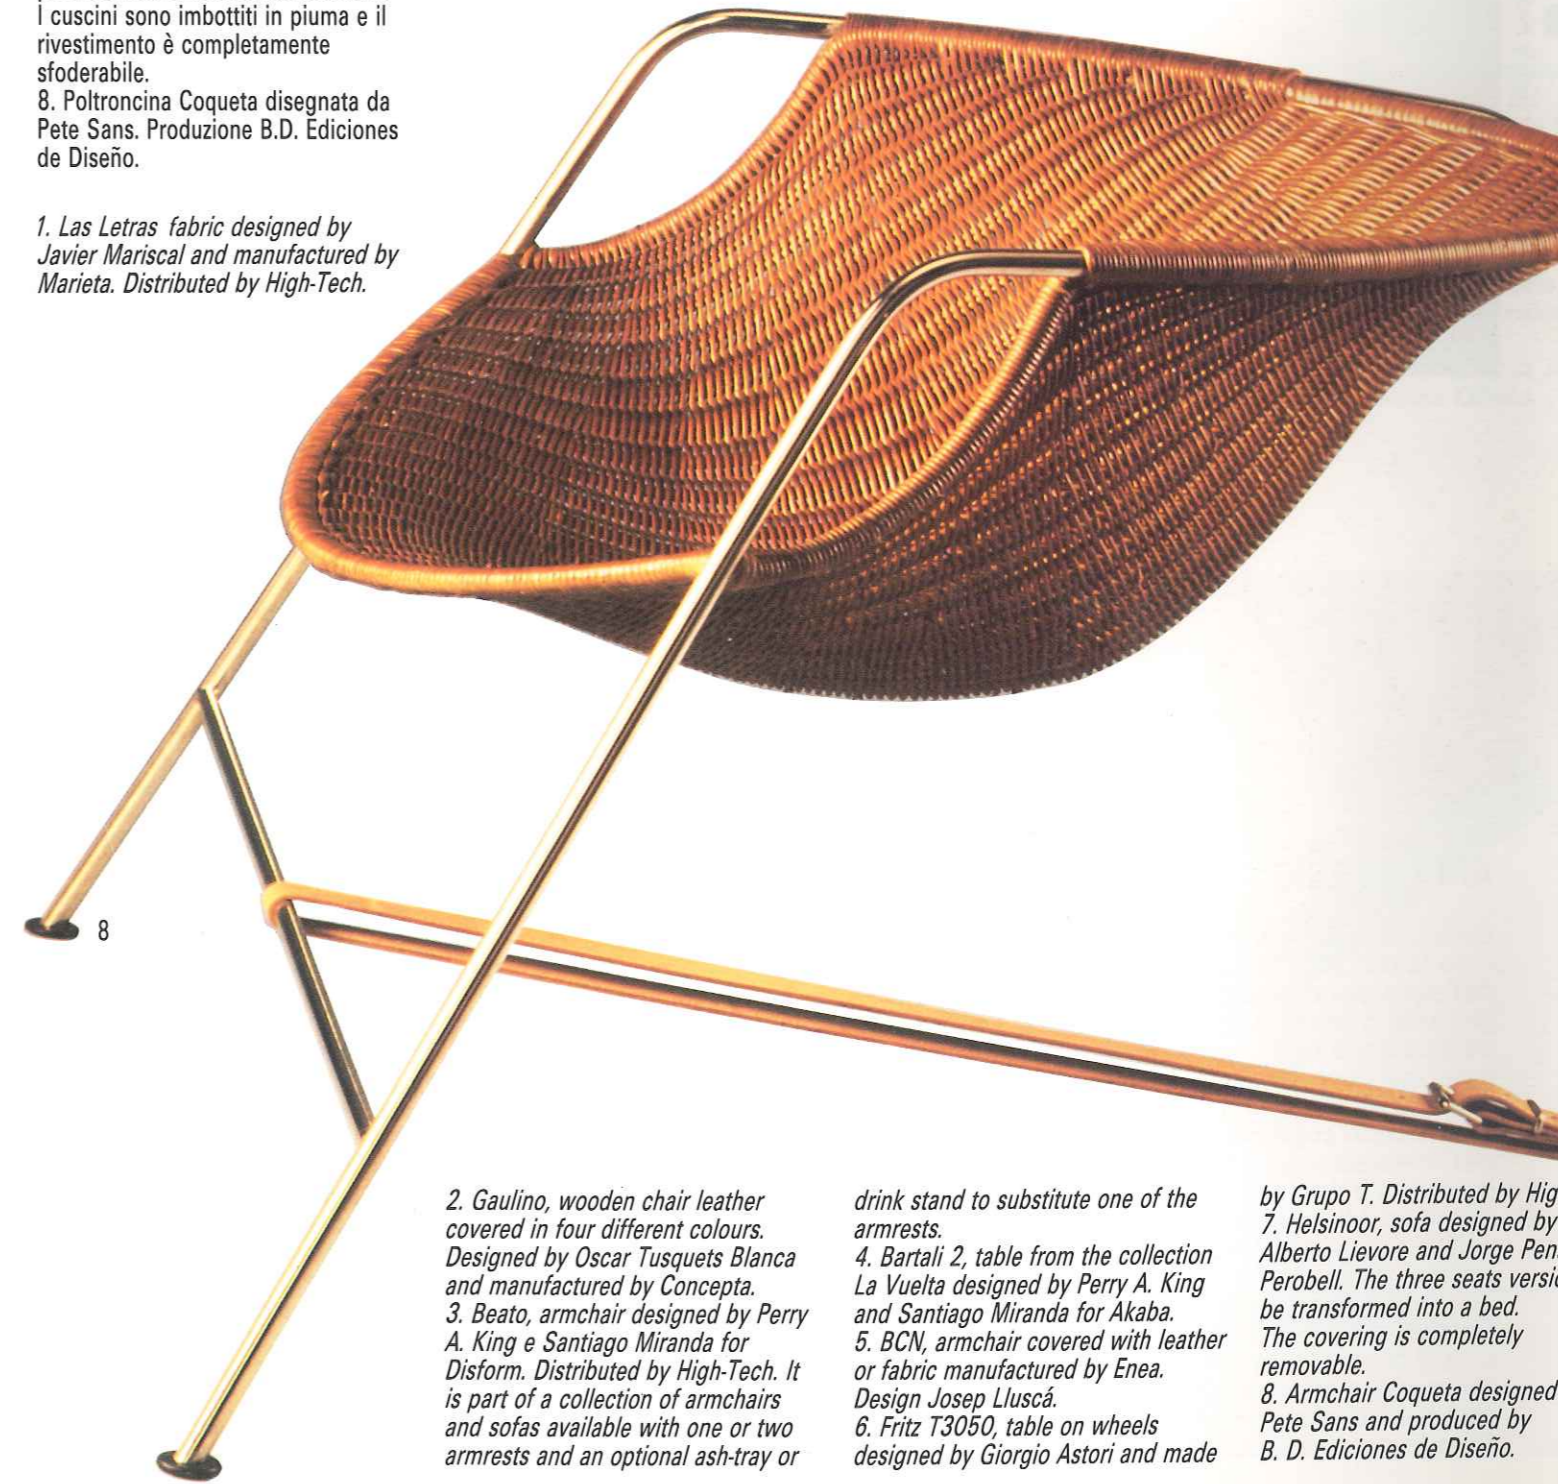 I cuscini sono imbottiti in piuma e il
rivestimento è completamente
sfoderabile.
8. Poltroncina Coqueta disegnata da
Pete Sans. Produzione B.D. Ediciones
de Diseño.
1. Las Letras fabric designed by
Javier Mariscal and manufactured by
Marieta. Distributed by High-Tech.
8
2. Gaulino, wooden chair leather
covered in four different colours.
Designed by Oscar Tusquets Blanca
and manufactured by Concepta.
3. Beato, armchair designed by Perry
A. King e Santiago Miranda for
Disform. Distributed by High-Tech. It
is part of a collection of armchairs
and sofas available with one or two
armrests and an optional ash-tray or
drink stand to substitute one of the
armrests.
4. Bartali 2, table from the collection
La Vuelta designed by Perry A. King
and Santiago Miranda for Akaba.
5. BCN, armchair covered with leather
or fabric manufactured by Enea.
Design Josep Lluscá.
6. Fritz T3050, table on wheels
designed by Giorgio Astori and made
by Grupo T. Distributed by
7. Helsinoor, sofa designed by
Alberto Lievore and Jorge
Perobell. The three seats
be transformed into a bed.
The covering is completely
removable.
8. Armchair Coqueta designed
Pete Sans and produced by
B. D. Ediciones de Diseño.